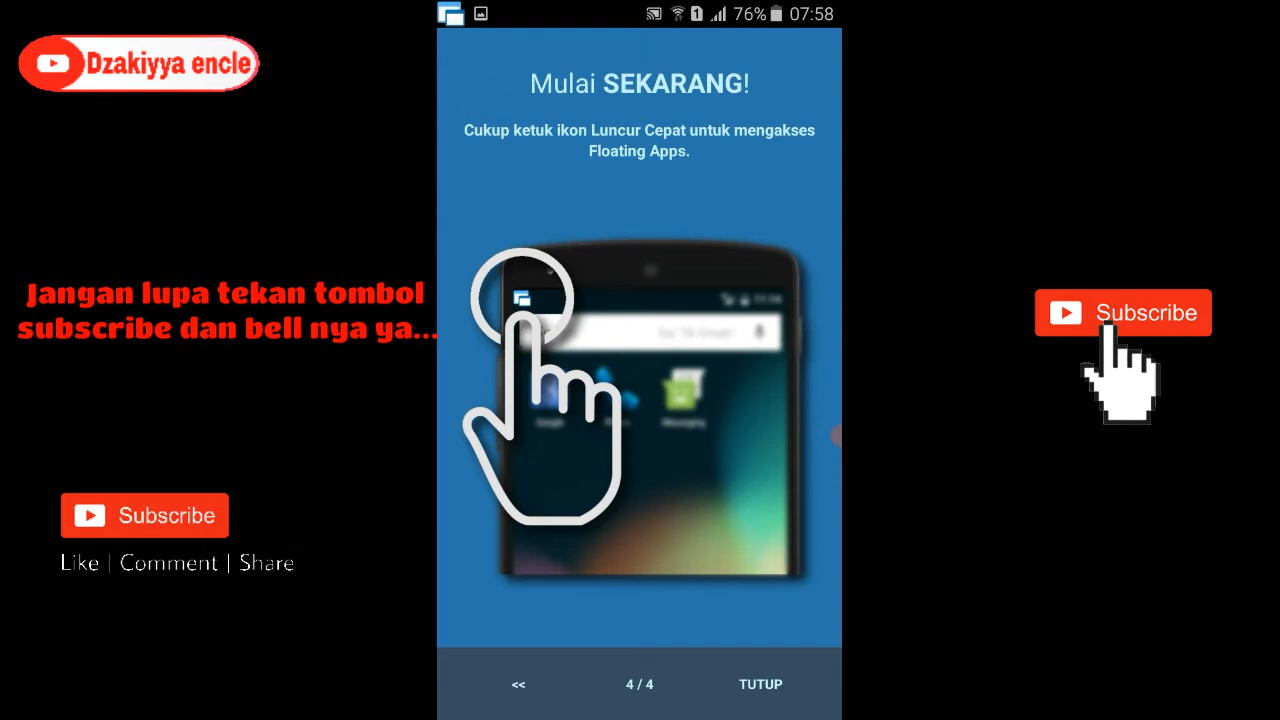 76% 07:58
Dzakiyya encle
Mulai SEKARANG!
Cukup ketuk ikon Luncur Cepat untuk mengakses
Floating Apps.
Jangan lupa tekan tombol
subscribe dan bell nya ya...
Subscribe
Messaging
Subscribe
Like | Comment | Share
<< 4 / 4 TUTUP